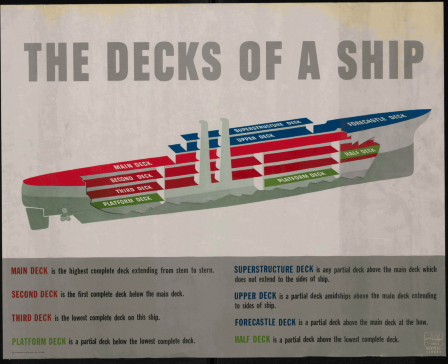 THE DECKS OF A SHIP
SUPERSTRUCTURE DECK
FORECASTLE DECK
UPPER DECK
MAIN DECK
HALF DECK
SECOND DECK
THIRD DECK
PLATFORM DECK
PLATFORM DECK
MAIN DECK is the highest complete deck extending from stem to stern.
SECOND DECK is the first complete deck below the main deck.
THIRD DECK is the lowest complete deck on this ship.
PLATFORM DECK is a partial deck below the lowest complete deck.
SUPERSTRUCTURE DECK is any partial deck above the main deck which
does not extend to the sides of ship.
UPPER DECK is a partial deck amidships above the main deck extending
to sides of ship.
FORECASTLE DECK is a partial deck above the main deck at the bow.
HALF DECK is a partial deck above the lowest complete deck.